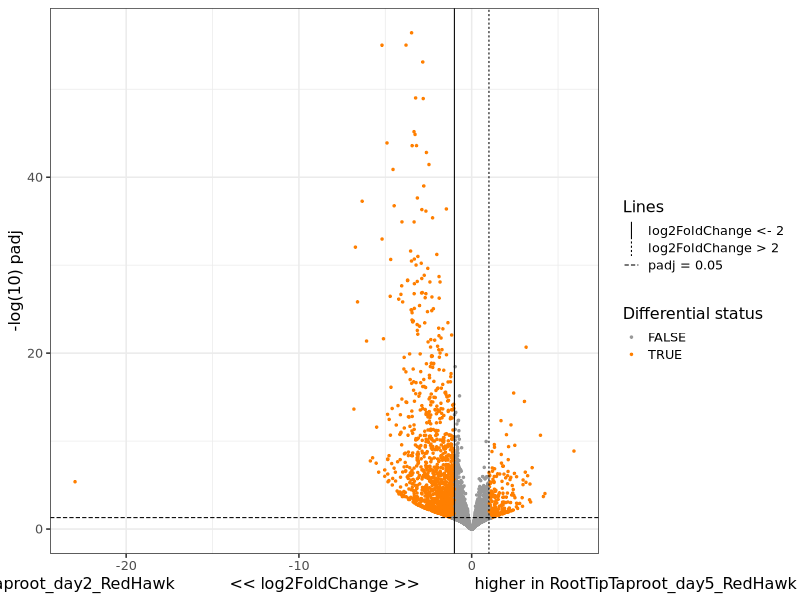 -log(10) padj
40
20
0
-20
-10
0
aproot_day2_RedHawk << log2FoldChange >> higher in RootTipTaproot_day5_RedHawk
Lines
log2FoldChange <- 2
log2FoldChange > 2
padj = 0.05
Differential status
FALSE
TRUE